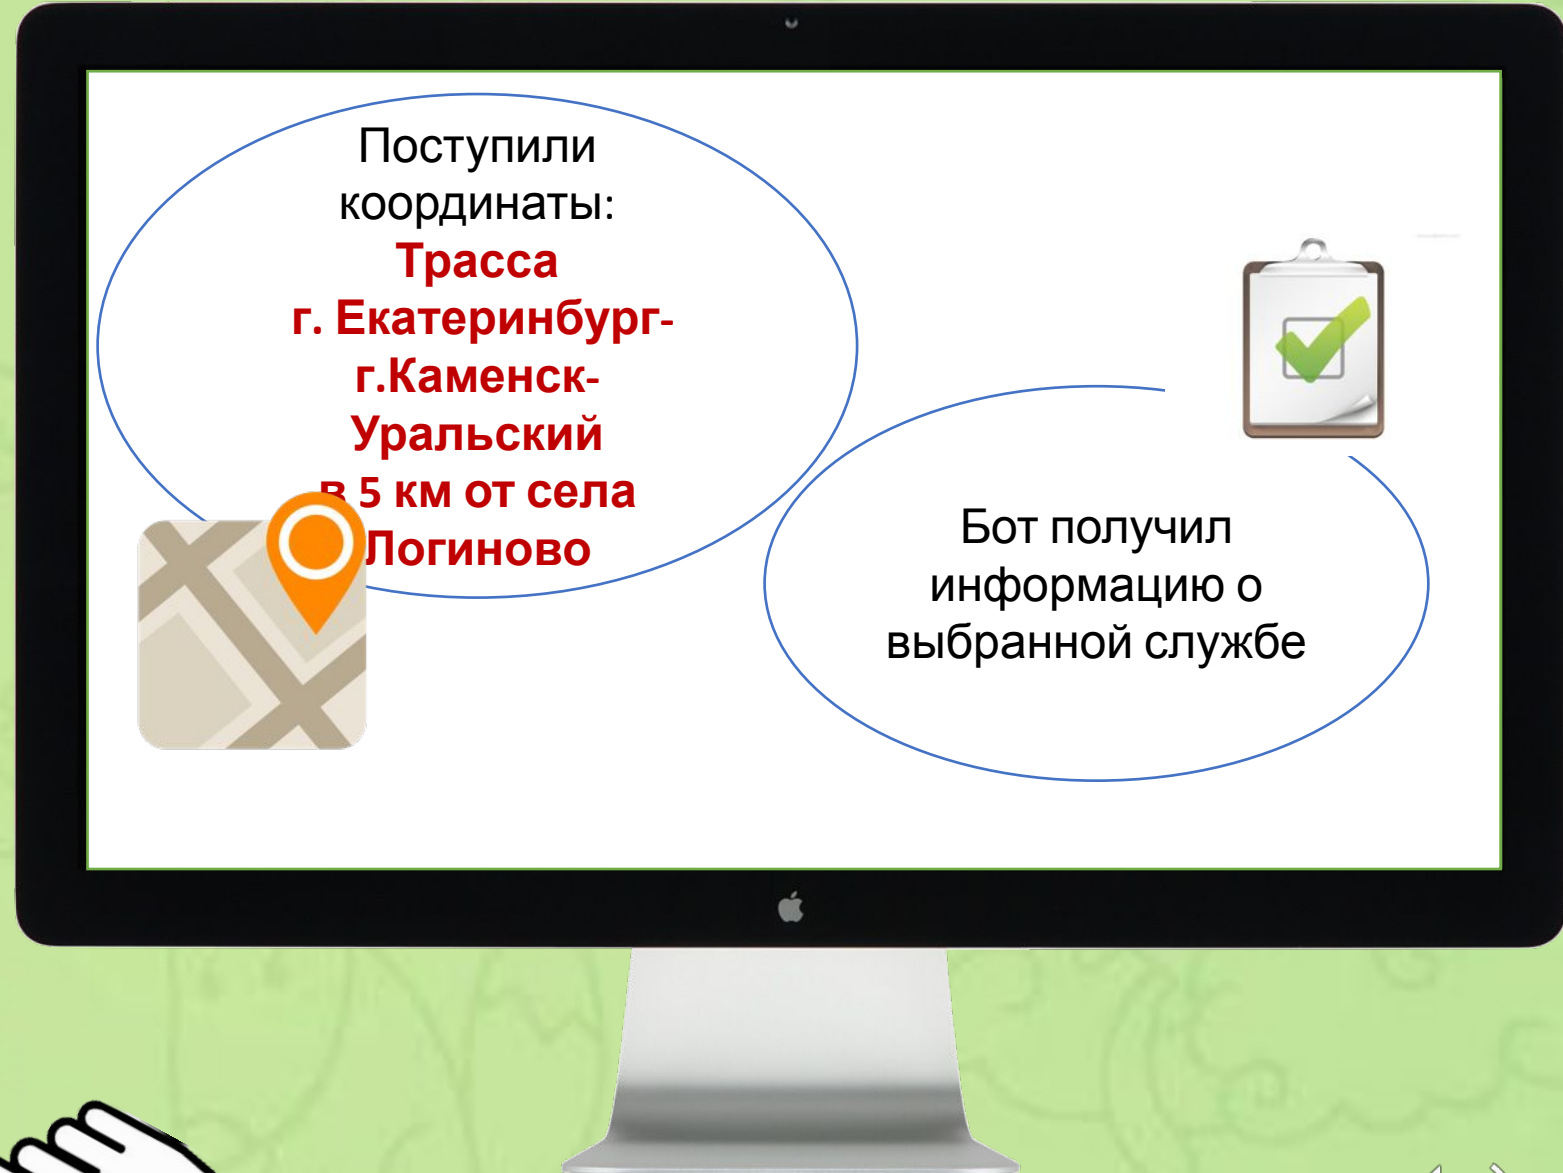 Поступили
координаты:
Трасса
г. Екатеринбург-
г.Каменск-
Уральский
в 5 км от села
Логиново
Бот получил
информацию о
выбранной службе